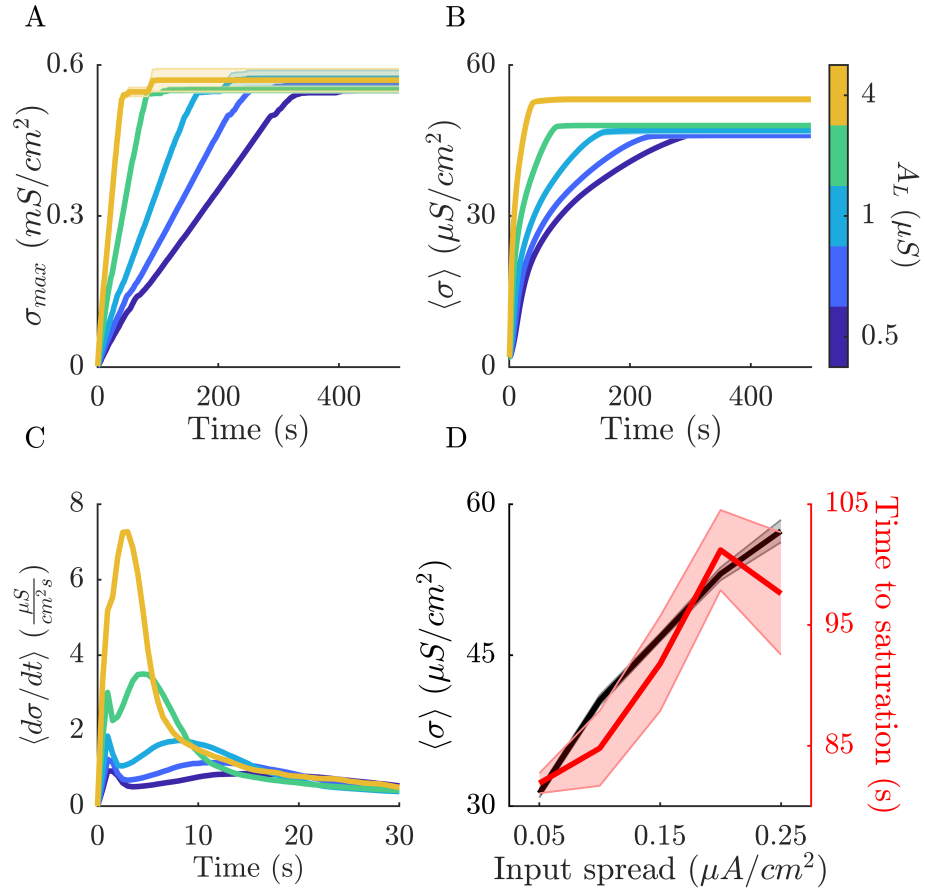 A
B
0.6
0.3
0
σ_max (mS/cm²)
0
200
400
Time (s)
60
30
0
⟨σ⟩ (μS/cm²)
0
200
400
Time (s)
4
1
0.5
A_L (μS)
C
D
8
6
4
2
0
⟨dσ/dt⟩ (μS/cm²s)
0
10
20
30
Time (s)
60
45
30
⟨σ⟩ (μS/cm²)
105
95
85
Time to saturation (s)
0.05
0.15
0.25
Input spread (μA/cm²)